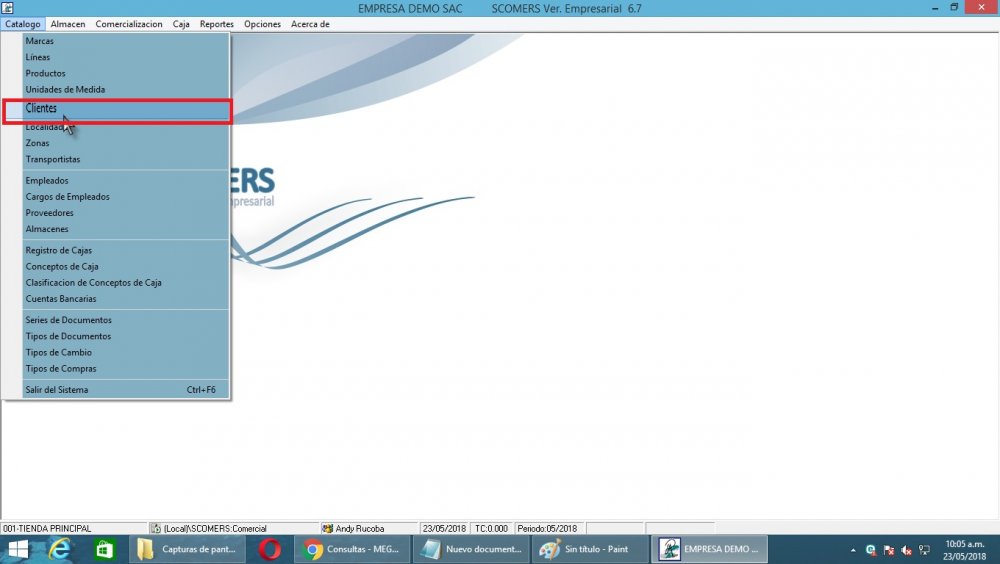 EMPRESA DEMO SAC SCOMERS Ver. Empresarial 6.7
Catalogo Almacen Comercializacion Caja Reportes Opciones Acerca de
Marcas
Líneas
Productos
Unidades de Medida
Clientes
Localidad
Zonas
Transportistas
ERS
presarial
Empleados
Cargos de Empleados
Proveedores
Almacenes
Registro de Cajas
Conceptos de Caja
Clasificacion de Conceptos de Caja
Cuentas Bancarias
Series de Documentos
Tipos de Documentos
Tipos de Cambio
Tipos de Compras
Salir del Sistema Ctrl+F6
001-TIENDA PRINCIPAL (Local)\SCOMERS:Comercial Andy Rucoba 23/05/2018 TC:0.000 Periodo:05/2018
Capturas de pant... Consultas - MEG... Nuevo document... Sin título - Paint EMPRESA DEMO ... 10:05 a.m.
23/05/2018